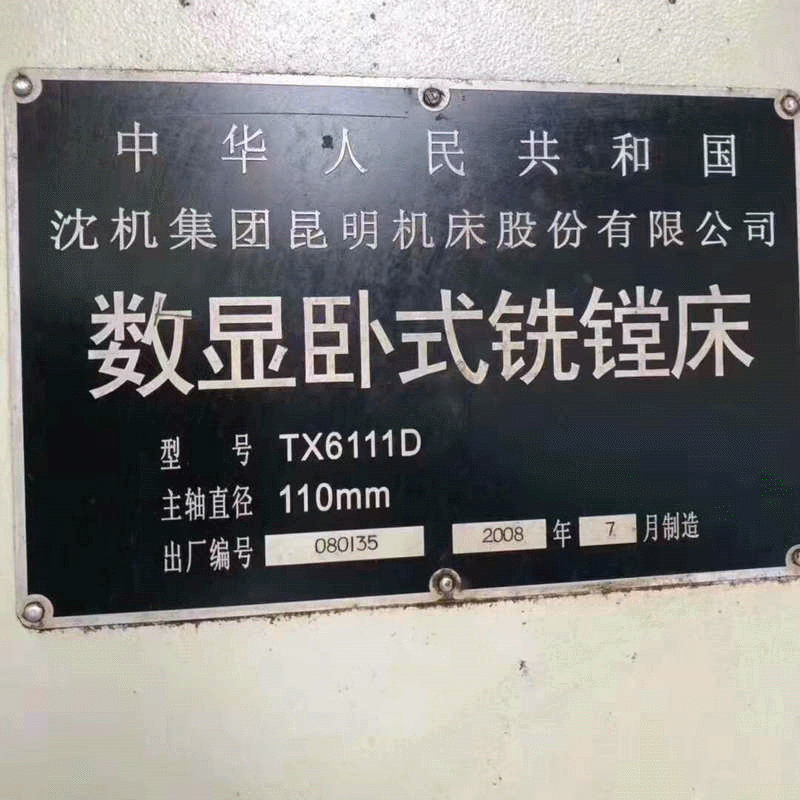 中华人民共和国
沈机集团昆明机床股份有限公司
数显卧式铣镗床
型号 TX6111D
主轴直径 110mm
出厂编号 080135 2008 年 7 月制造